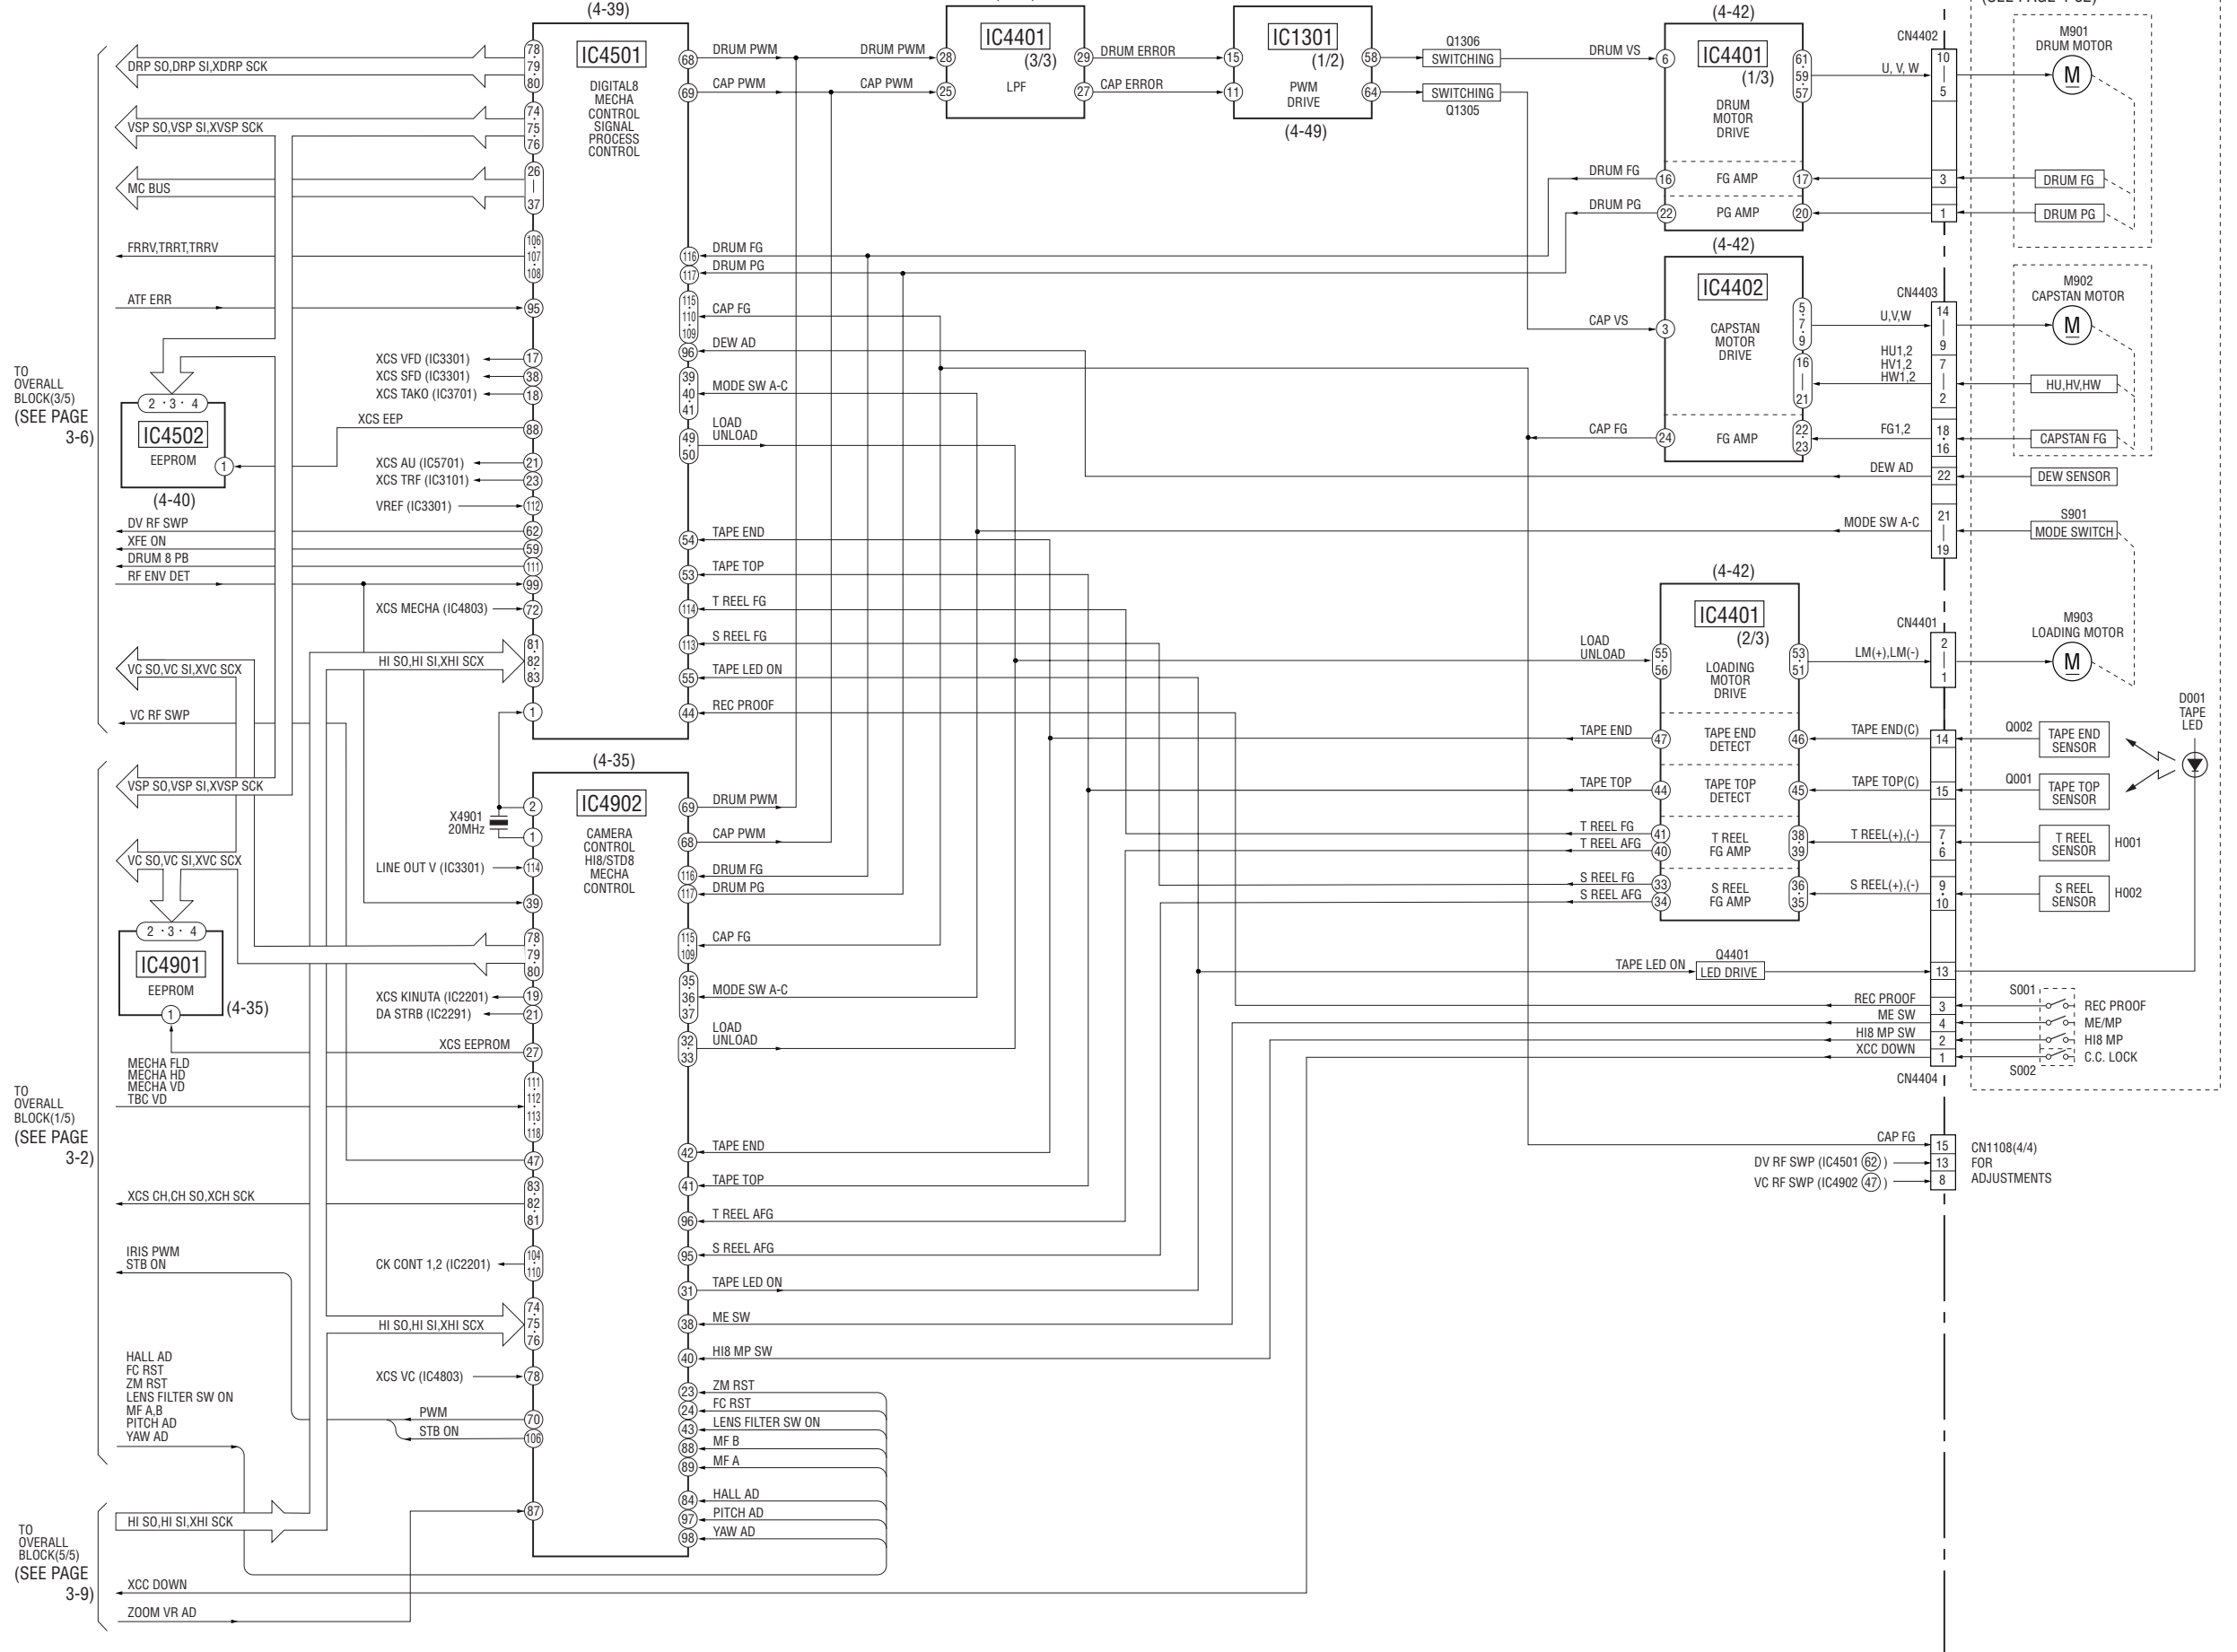 (4-39)
IC4501
DIGITAL8
MECHA
CONTROL
SIGNAL
PROCESS
CONTROL
78
79
80
DRP SO,DRP SI,XDRP SCK
74
75
76
VSP SO,VSP SI,XVSP SCK
26
37
MC BUS
106
107
108
FRRV,TRRT,TRRV
ATF ERR
95
XCS VFD (IC3301)
17
XCS SFD (IC3301)
38
XCS TAKO (IC3701)
18
XCS EEP
88
XCS AU (IC5701)
21
XCS TRF (IC3101)
23
VREF (IC3301)
112
DV RF SWP
62
XFE ON
59
DRUM 8 PB
111
RF ENV DET
99
XCS MECHA (IC4803)
72
81
82
83
HI SO,HI SI,XHI SCX
VC SO,VC SI,XVC SCX
VC RF SWP
1
TO
OVERALL
BLOCK(3/5)
(SEE PAGE
3-6)
2 · 3 · 4
IC4502
EEPROM
1
(4-40)
68
DRUM PWM
69
CAP PWM
116
DRUM FG
117
DRUM PG
115
110
109
CAP FG
96
DEW AD
39
40
41
MODE SW A-C
49
50
LOAD
UNLOAD
54
TAPE END
53
TAPE TOP
114
T REEL FG
113
S REEL FG
55
TAPE LED ON
44
REC PROOF
DRUM PWM
28
CAP PWM
25
IC4401
(3/3)
LPF
29
DRUM ERROR
27
CAP ERROR
15
11
IC1301
(1/2)
PWM
DRIVE
(4-49)
58
64
Q1306
SWITCHING
SWITCHING
Q1305
DRUM VS
6
(4-42)
IC4401
(1/3)
DRUM
MOTOR
DRIVE
61
59
57
U, V, W
DRUM FG
16
FG AMP
17
DRUM PG
22
PG AMP
20
CN4402
10
5
3
1
M901
DRUM MOTOR
M
DRUM FG
DRUM PG
(4-42)
IC4402
CAPSTAN
MOTOR
DRIVE
CAP VS
3
5
7
9
U,V,W
16
21
HU1,2
HV1,2
HW1,2
CAP FG
24
FG AMP
22
23
FG1,2
DEW AD
MODE SW A-C
CN4403
14
9
7
2
18
16
22
21
19
M902
CAPSTAN MOTOR
M
HU,HV,HW
CAPSTAN FG
DEW SENSOR
S901
MODE SWITCH
(4-42)
IC4401
(2/3)
LOADING
MOTOR
DRIVE
LOAD
UNLOAD
55
56
53
51
LM(+),LM(-)
CN4401
2
1
M903
LOADING MOTOR
M
D001
TAPE
LED
TAPE END
47
TAPE END
DETECT
46
TAPE END(C)
14
Q002
TAPE END
SENSOR
TAPE TOP
44
TAPE TOP
DETECT
45
TAPE TOP(C)
15
Q001
TAPE TOP
SENSOR
T REEL FG
41
T REEL AFG
40
T REEL
FG AMP
38
39
T REEL(+),(-)
7
6
T REEL
SENSOR
H001
S REEL FG
33
S REEL AFG
34
S REEL
FG AMP
36
35
S REEL(+),(-)
9
10
S REEL
SENSOR
H002
TAPE LED ON
Q4401
LED DRIVE
13
REC PROOF
3
ME SW
4
HI8 MP SW
2
XCC DOWN
1
CN4404
S001
REC PROOF
ME/MP
HI8 MP
C.C. LOCK
S002
CAP FG
15
DV RF SWP (IC4501 62 )
13
VC RF SWP (IC4902 47 )
8
CN1108(4/4)
FOR
ADJUSTMENTS
(4-35)
IC4902
CAMERA
CONTROL
HI8/STD8
MECHA
CONTROL
VSP SO,VSP SI,XVSP SCK
X4901
20MHz
2
1
LINE OUT V (IC3301)
114
39
VC SO,VC SI,XVC SCX
2 · 3 · 4
IC4901
EEPROM
1
(4-35)
78
79
80
XCS KINUTA (IC2201)
19
DA STRB (IC2291)
21
XCS EEPROM
27
MECHA FLD
MECHA HD
MECHA VD
TBC VD
111
112
113
118
47
XCS CH,CH SO,XCH SCK
83
82
81
IRIS PWM
STB ON
CK CONT 1,2 (IC2201)
104
110
HI SO,HI SI,XHI SCX
74
75
76
XCS VC (IC4803)
78
PWM
70
STB ON
106
HALL AD
FC RST
ZM RST
LENS FILTER SW ON
MF A,B
PITCH AD
YAW AD
TO
OVERALL
BLOCK(1/5)
(SEE PAGE
3-2)
87
HI SO,HI SI,XHI SCK
TO
OVERALL
BLOCK(5/5)
(SEE PAGE
3-9)
XCC DOWN
ZOOM VR AD
69
DRUM PWM
68
CAP PWM
116
DRUM FG
117
DRUM PG
115
109
CAP FG
35
36
37
MODE SW A-C
32
33
LOAD
UNLOAD
42
TAPE END
41
TAPE TOP
96
T REEL AFG
95
S REEL AFG
31
TAPE LED ON
38
ME SW
40
HI8 MP SW
23
ZM RST
24
FC RST
43
LENS FILTER SW ON
88
MF B
89
MF A
84
HALL AD
97
PITCH AD
98
YAW AD